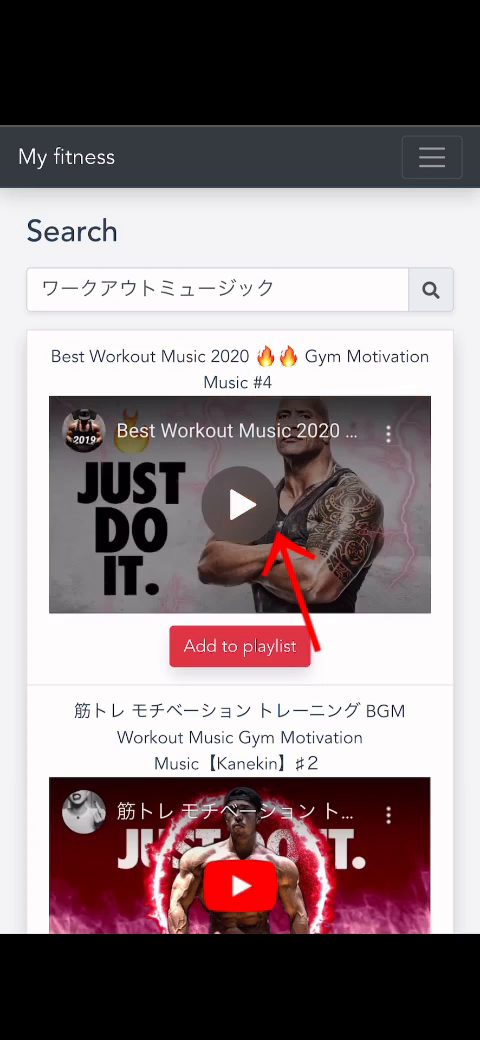 My fitness
Search
ワークアウトミュージック
Best Workout Music 2020 🔥🔥 Gym Motivation
Music #4
2019
Best Workout Music 2020 ...
JUST
DO
IT.
Add to playlist
筋トレ モチベーション トレーニング BGM
Workout Music Gym Motivation
Music【Kanekin】♯2
筋トレ モチベーション ト...
JUST DO IT.